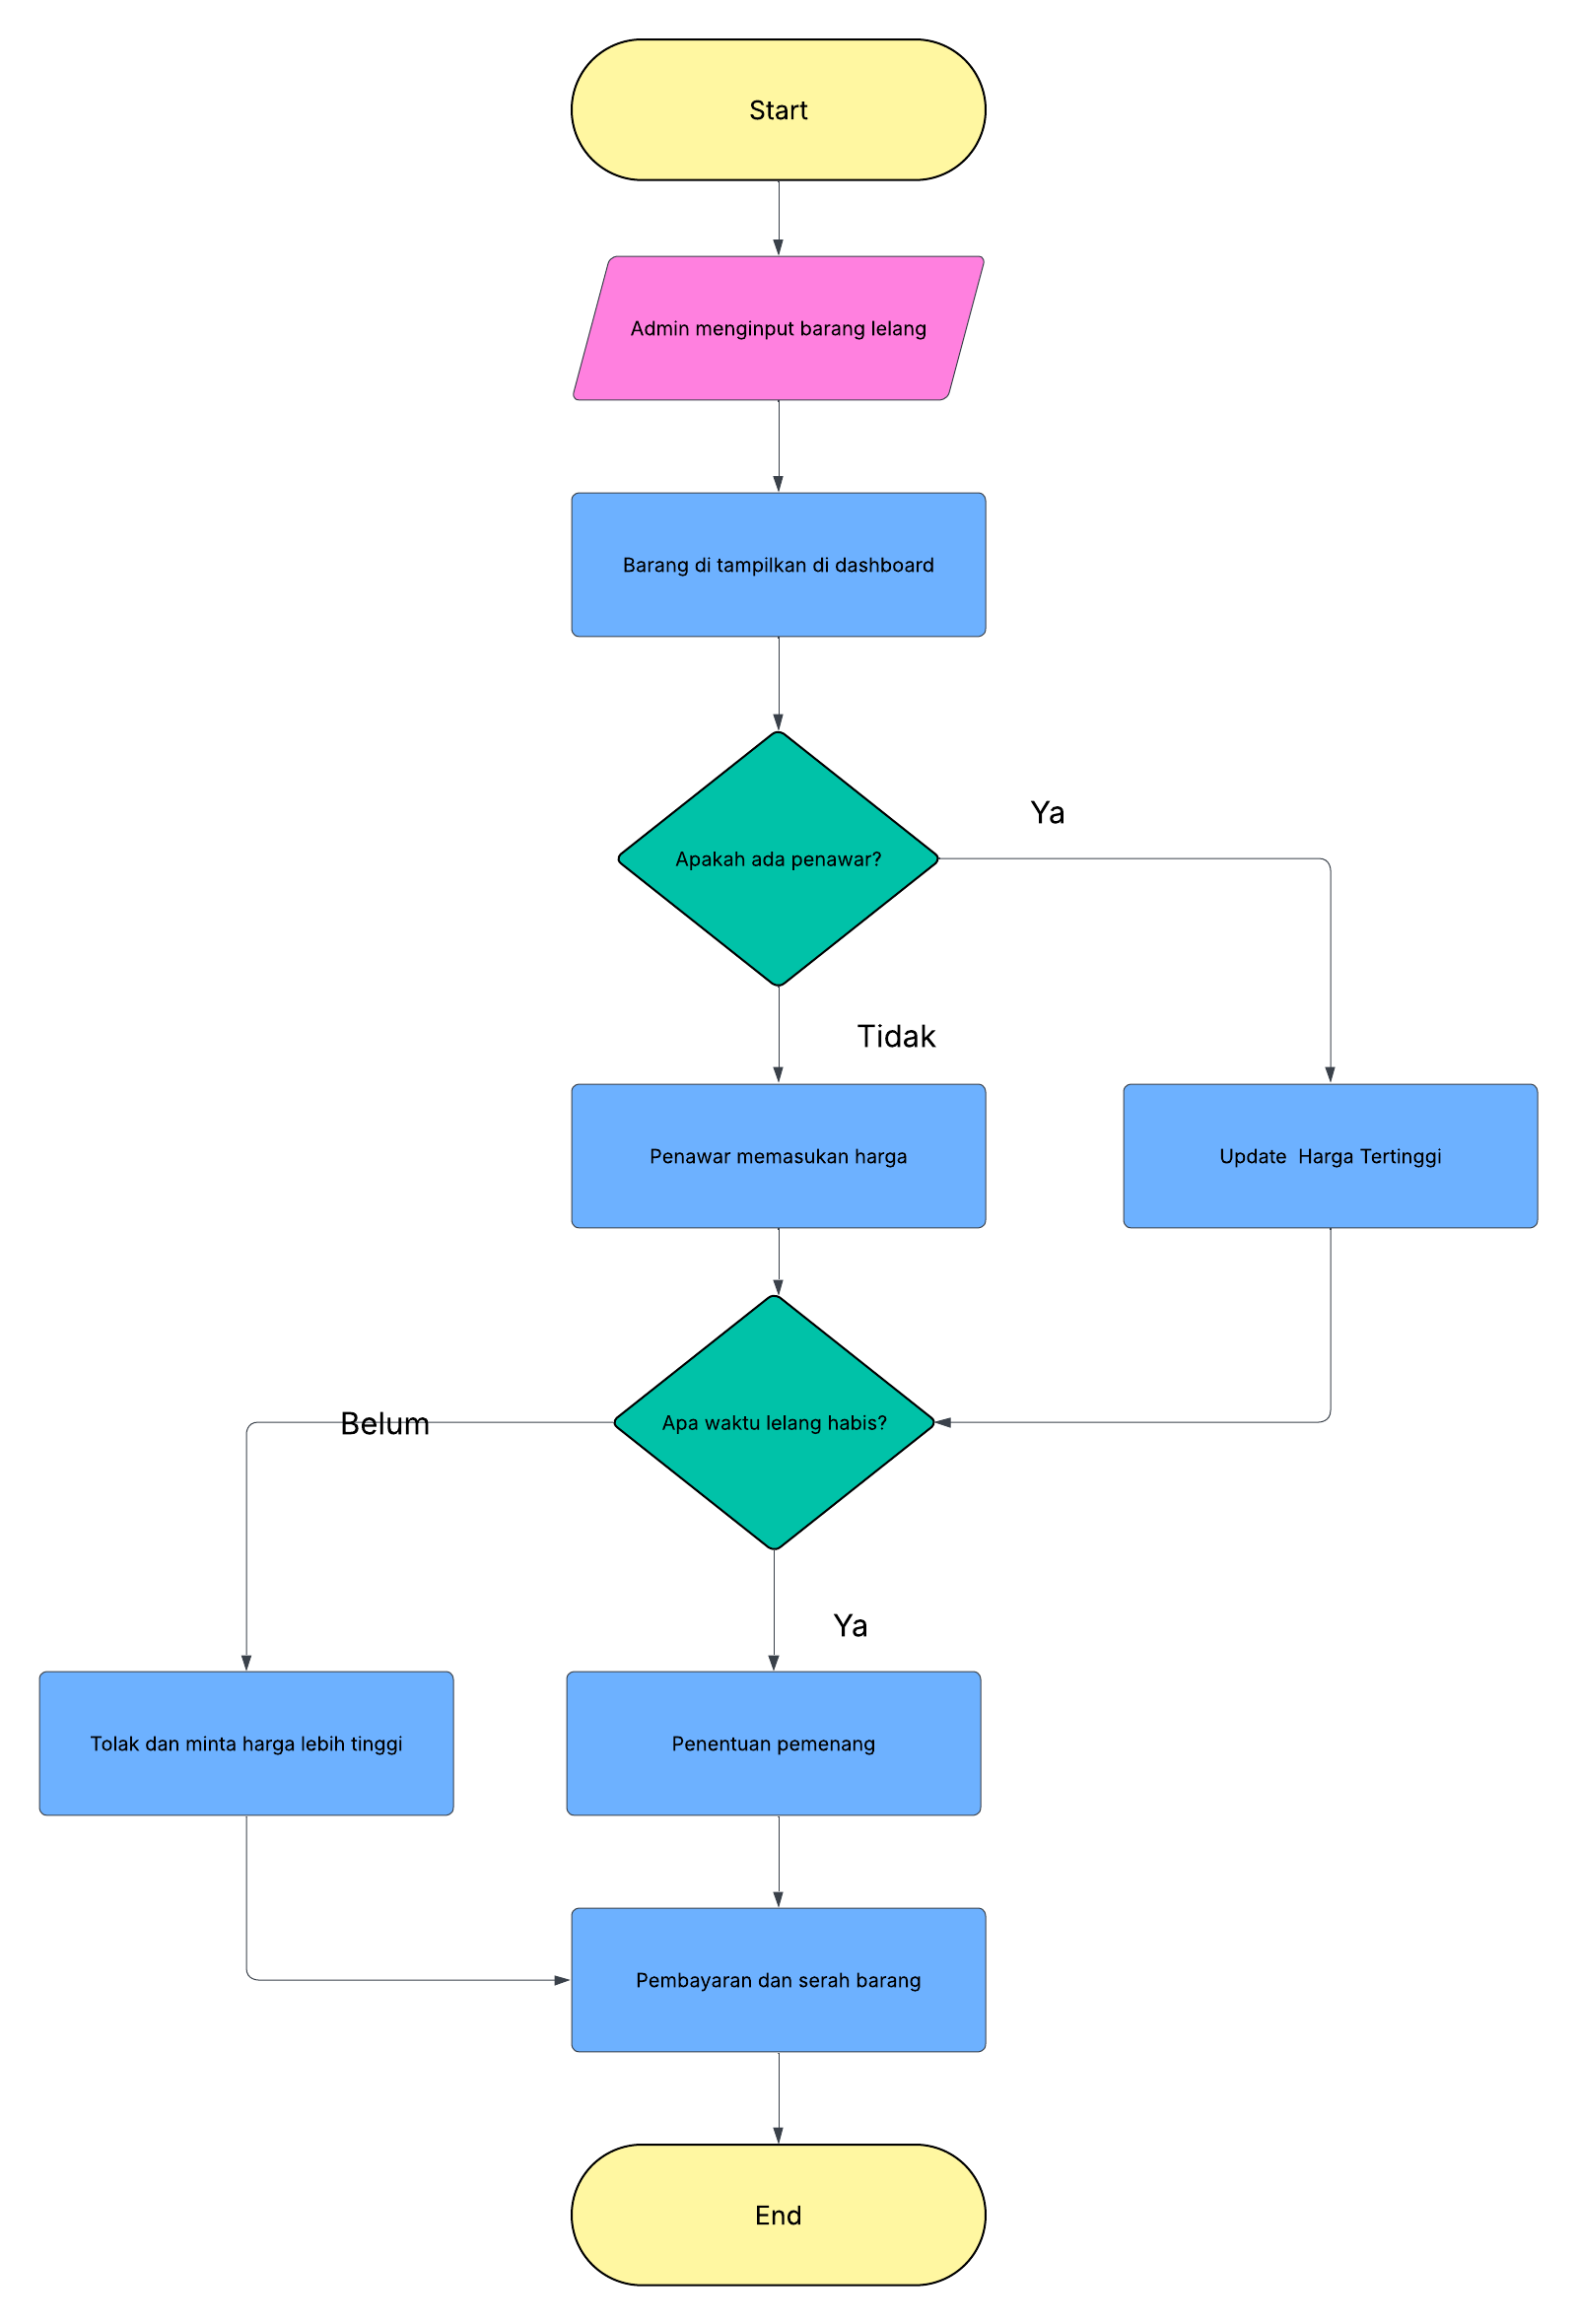 Start
Admin menginput barang lelang
Barang di tampilkan di dashboard
Ya
Apakah ada penawar?
Tidak
Penawar memasukan harga
Update  Harga Tertinggi
Belum
Apa waktu lelang habis?
Ya
Tolak dan minta harga lebih tinggi
Penentuan pemenang
Pembayaran dan serah barang
End